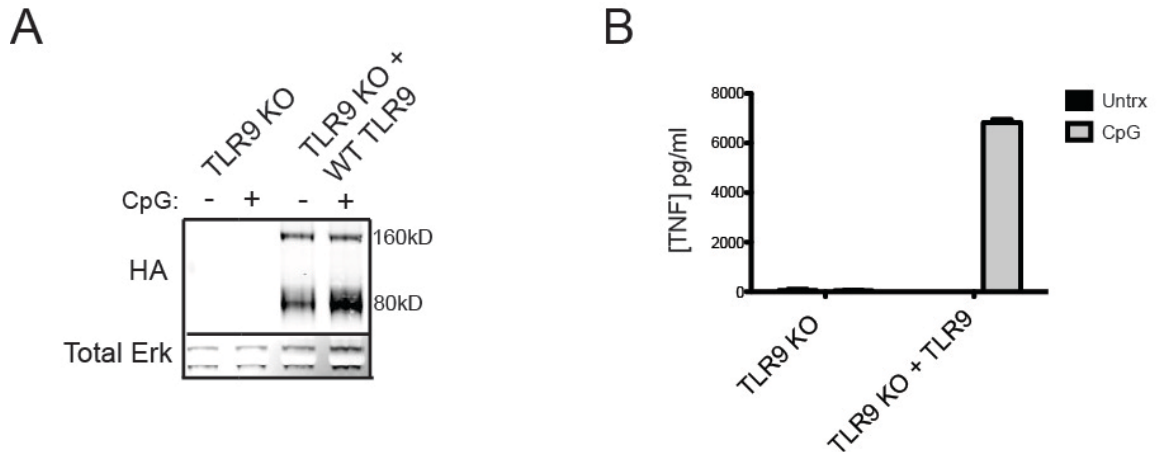 A
TLR9 KO
TLR9 KO +
WT TLR9
CpG: - + - +
HA
160kD
80kD
Total Erk
B
[TNF] pg/ml
8000
6000
4000
2000
0
TLR9 KO
TLR9 KO + TLR9
Untrx
CpG